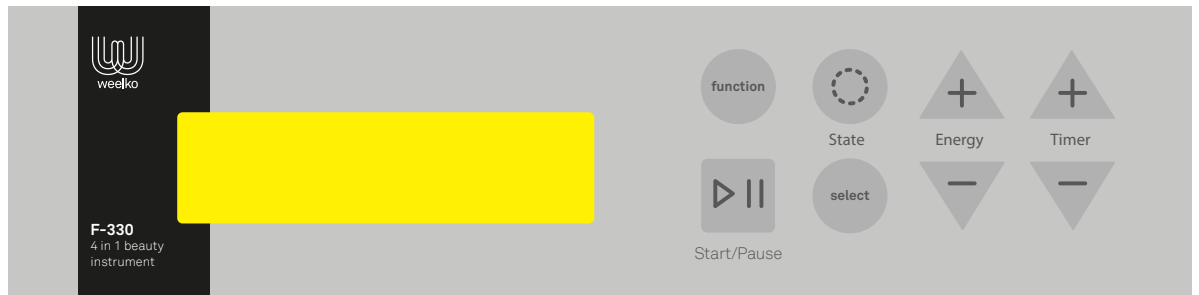 weelko
F-330
4 in 1 beauty
instrument
function
State
Energy
Timer
select
Start/Pause